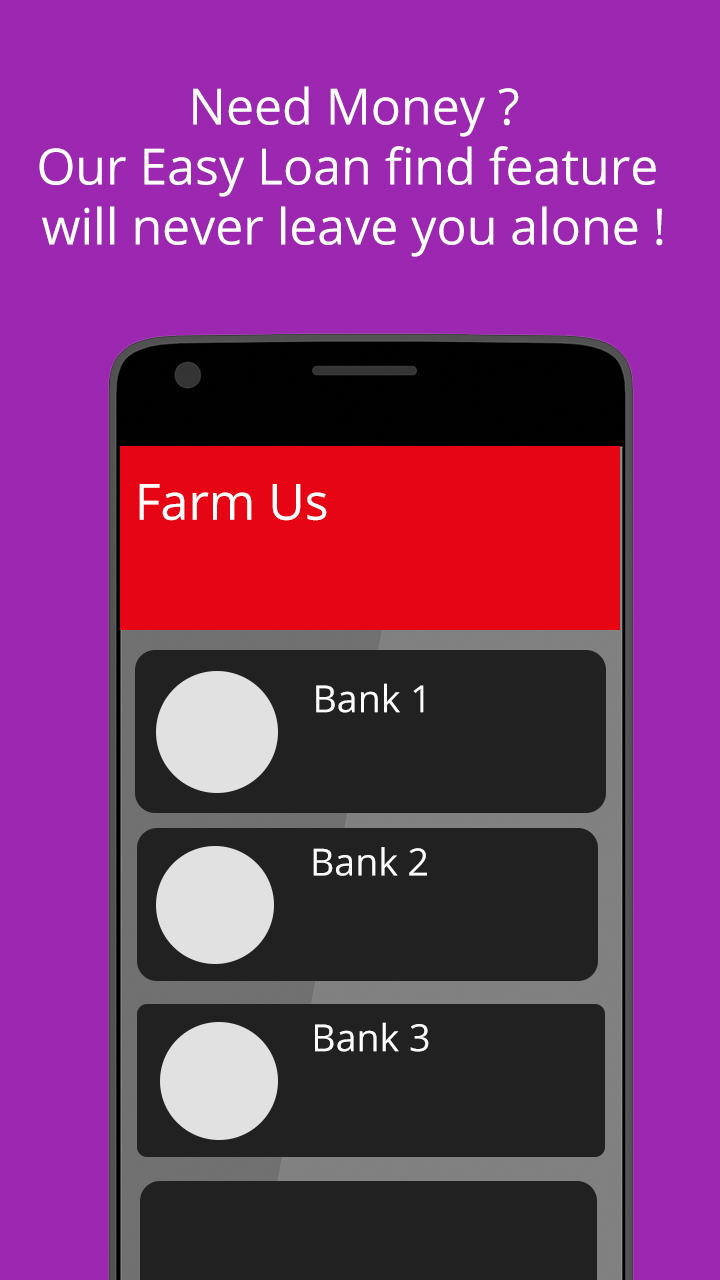 Need Money ?
Our Easy Loan find feature
will never leave you alone !
Farm Us
Bank 1
Bank 2
Bank 3